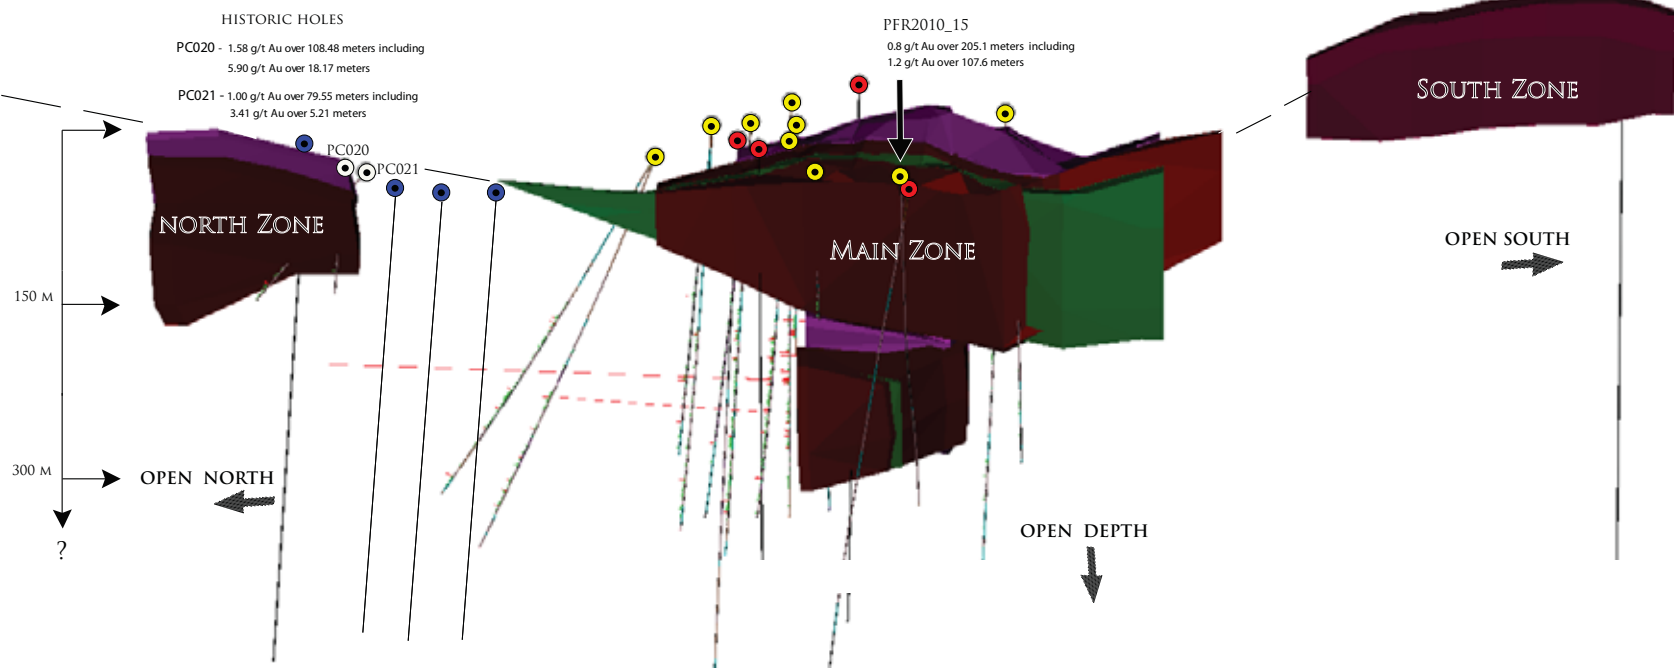 HISTORIC HOLES
PC020 - 1.58 g/t Au over 108.48 meters including
5.90 g/t Au over 18.17 meters
PC021 - 1.00 g/t Au over 79.55 meters including
3.41 g/t Au over 5.21 meters
PFR2010_15
0.8 g/t Au over 205.1 meters including
1.2 g/t Au over 107.6 meters
SOUTH ZONE
PC020
PC021
NORTH ZONE
MAIN ZONE
OPEN SOUTH
150 M
300 M
OPEN NORTH
OPEN DEPTH
?